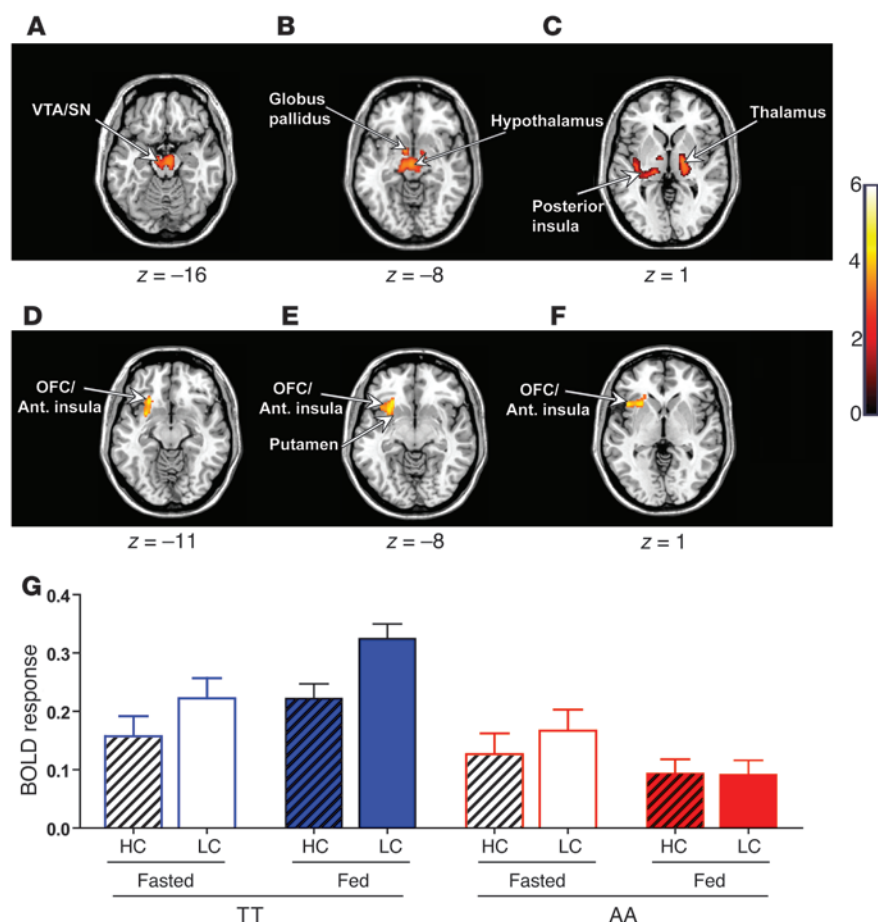 A
B
C
VTA/SN
Globus
pallidus
Hypothalamus
Thalamus
Posterior
insula
6
4
2
0
z = –16
z = –8
z = 1
D
E
F
OFC/
Ant. insula
OFC/
Ant. insula
Putamen
OFC/
Ant. insula
z = –11
z = –8
z = 1
G
BOLD response
0.4
0.3
0.2
0.1
0.0
HC LC HC LC HC LC HC LC
Fasted Fed Fasted Fed
TT AA